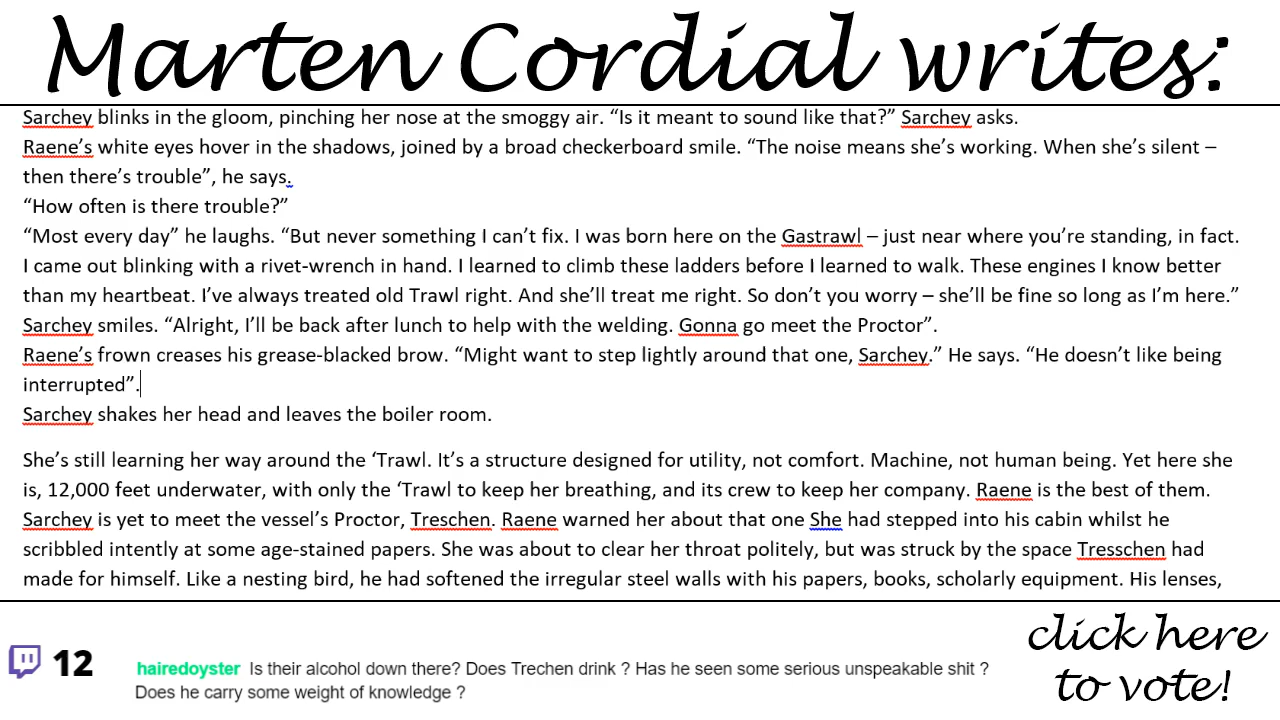 Marten Cordial writes:
Sarchey blinks in the gloom, pinching her nose at the smoggy air. “Is it meant to sound like that?” Sarchey asks.
Raene’s white eyes hover in the shadows, joined by a broad checkerboard smile. “The noise means she’s working. When she’s silent –
then there’s trouble”, he says.
“How often is there trouble?”
“Most every day” he laughs. “But never something I can’t fix. I was born here on the Gastrawl – just near where you’re standing, in fact.
I came out blinking with a rivet-wrench in hand. I learned to climb these ladders before I learned to walk. These engines I know better
than my heartbeat. I’ve always treated old Trawl right. And she’ll treat me right. So don’t you worry – she’ll be fine so long as I’m here.”
Sarchey smiles. “Alright, I’ll be back after lunch to help with the welding. Gonna go meet the Proctor”.
Raene’s frown creases his grease-blacked brow. “Might want to step lightly around that one, Sarchey.” He says. “He doesn’t like being
interrupted”.
Sarchey shakes her head and leaves the boiler room.
She’s still learning her way around the ‘Trawl. It’s a structure designed for utility, not comfort. Machine, not human being. Yet here she
is, 12,000 feet underwater, with only the ‘Trawl to keep her breathing, and its crew to keep her company. Raene is the best of them.
Sarchey is yet to meet the vessel’s Proctor, Treschen. Raene warned her about that one She had stepped into his cabin whilst he
scribbled intently at some age-stained papers. She was about to clear her throat politely, but was struck by the space Tresschen had
made for himself. Like a nesting bird, he had softened the irregular steel walls with his papers, books, scholarly equipment. His lenses,
12
hairedoyster Is their alcohol down there? Does Trechen drink ? Has he seen some serious unspeakable shit ?
Does he carry some weight of knowledge ?
click here
to vote!